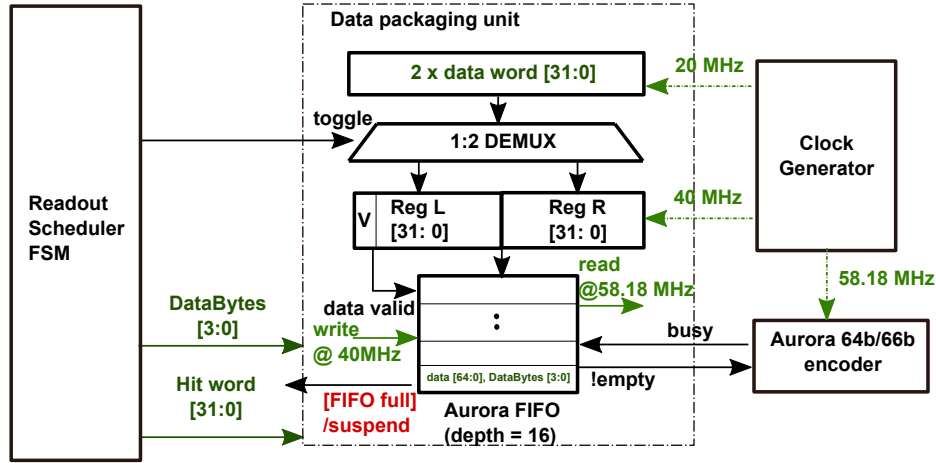 Data packaging unit
2 x data word [31:0]
20 MHz
toggle
1:2 DEMUX
Clock
Generator
Readout
Scheduler
FSM
V
Reg L
[31: 0]
Reg R
[31: 0]
40 MHz
read
@58.18 MHz
58.18 MHz
data valid
:
DataBytes
[3:0]
write
@ 40MHz
busy
Aurora 64b/66b
encoder
Hit word
[31:0]
data [64:0], DataBytes [3:0]
!empty
[FIFO full]
/suspend
Aurora FIFO
(depth = 16)